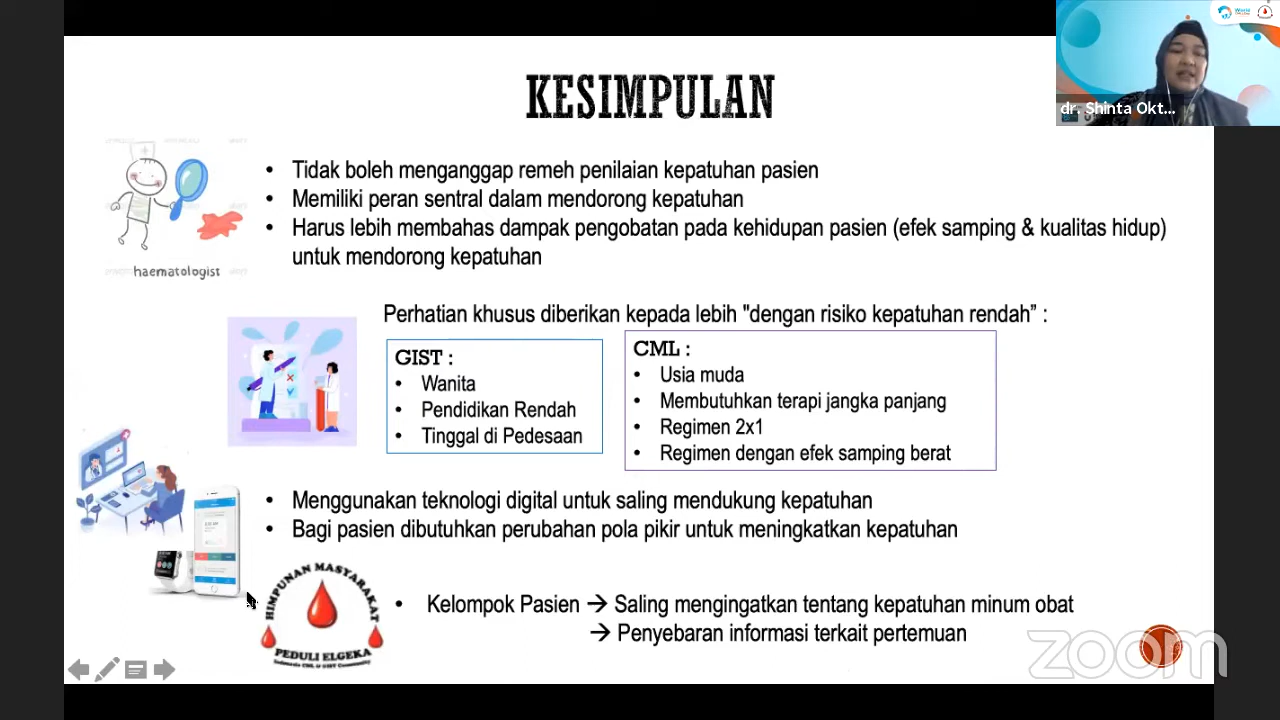 World
dr. Shinta Okt...
KESIMPULAN
• Tidak boleh menganggap remeh penilaian kepatuhan pasien
• Memiliki peran sentral dalam mendorong kepatuhan
• Harus lebih membahas dampak pengobatan pada kehidupan pasien (efek samping & kualitas hidup)
untuk mendorong kepatuhan
haematologist
Perhatian khusus diberikan kepada lebih "dengan risiko kepatuhan rendah” :
GIST :
• Wanita
• Pendidikan Rendah
• Tinggal di Pedesaan
CML :
• Usia muda
• Membutuhkan terapi jangka panjang
• Regimen 2x1
• Regimen dengan efek samping berat
• Menggunakan teknologi digital untuk saling mendukung kepatuhan
• Bagi pasien dibutuhkan perubahan pola pikir untuk meningkatkan kepatuhan
HIMPUNAN MASYARAKAT
PEDULI ELGEKA
Indonesia CML & GIST Community
• Kelompok Pasien → Saling mengingatkan tentang kepatuhan minum obat
→ Penyebaran informasi terkait pertemuan
zoom